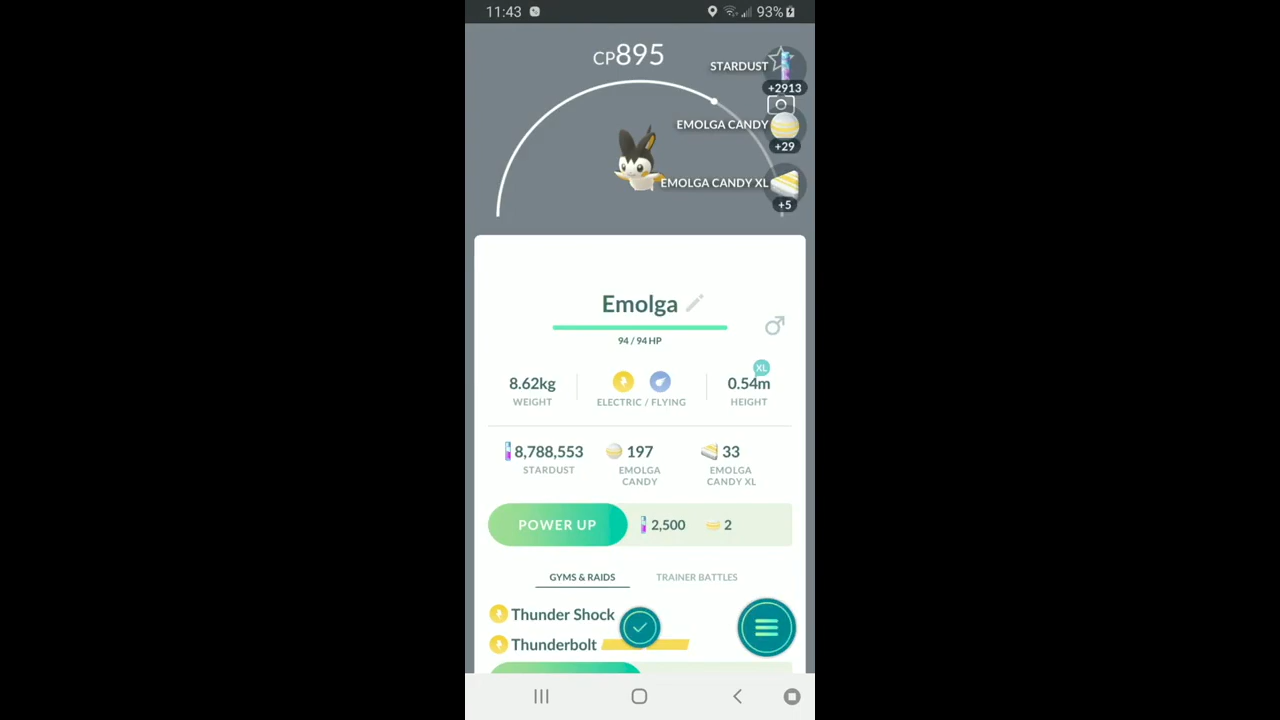 11:43
93%
CP895
STARDUST
+2913
EMOLGA CANDY
+29
EMOLGA CANDY XL
+5
Emolga
94 / 94 HP
XL
8.62kg
0.54m
WEIGHT
ELECTRIC / FLYING
HEIGHT
8,788,553
197
33
STARDUST
EMOLGA
CANDY
EMOLGA
CANDY XL
POWER UP
2,500
2
GYMS & RAIDS
TRAINER BATTLES
Thunder Shock
Thunderbolt